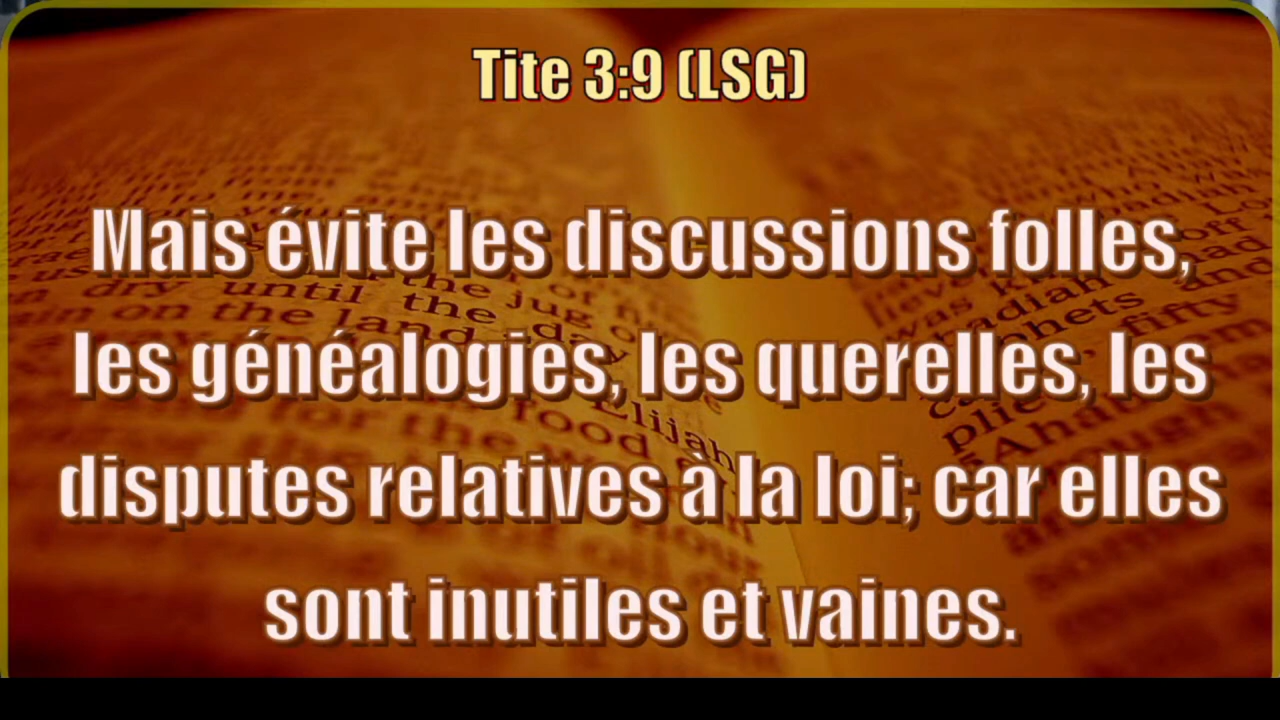 Tite 3:9 (LSG)
Mais évite les discussions folles,
les généalogies, les querelles, les
disputes relatives à la loi; car elles
sont inutiles et vaines.